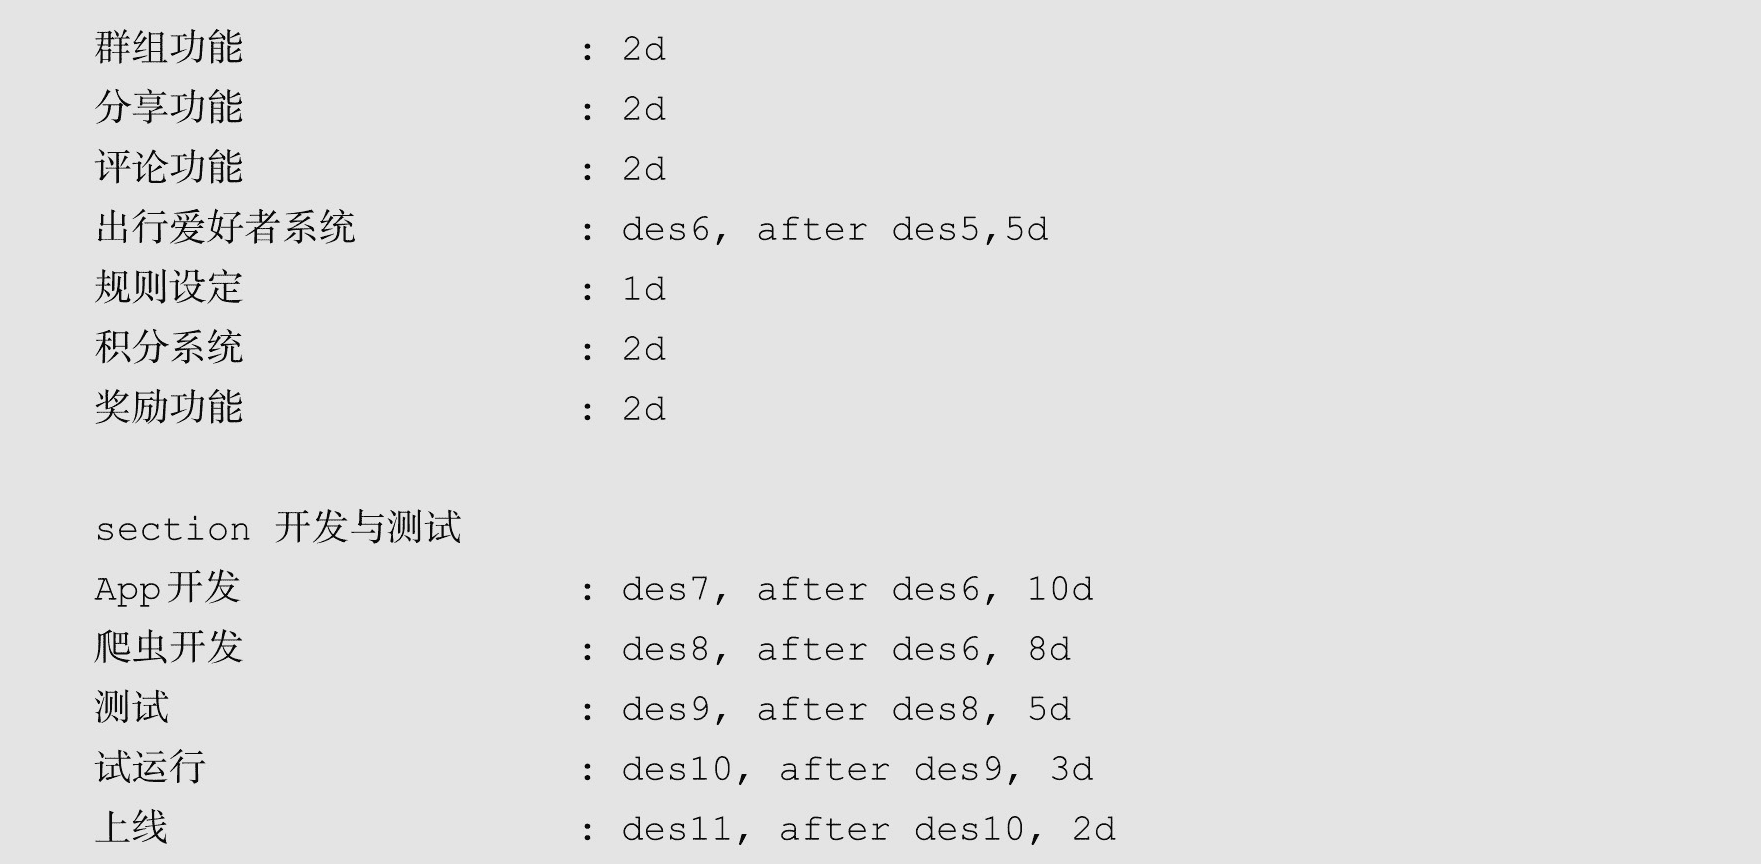 群组功能 : 2d
分享功能 : 2d
评论功能 : 2d
出行爱好者系统 : des6, after des5,5d
规则设定 : 1d
积分系统 : 2d
奖励功能 : 2d
section 开发与测试
App开发 : des7, after des6, 10d
爬虫开发 : des8, after des6, 8d
测试 : des9, after des8, 5d
试运行 : des10, after des9, 3d
上线 : des11, after des10, 2d